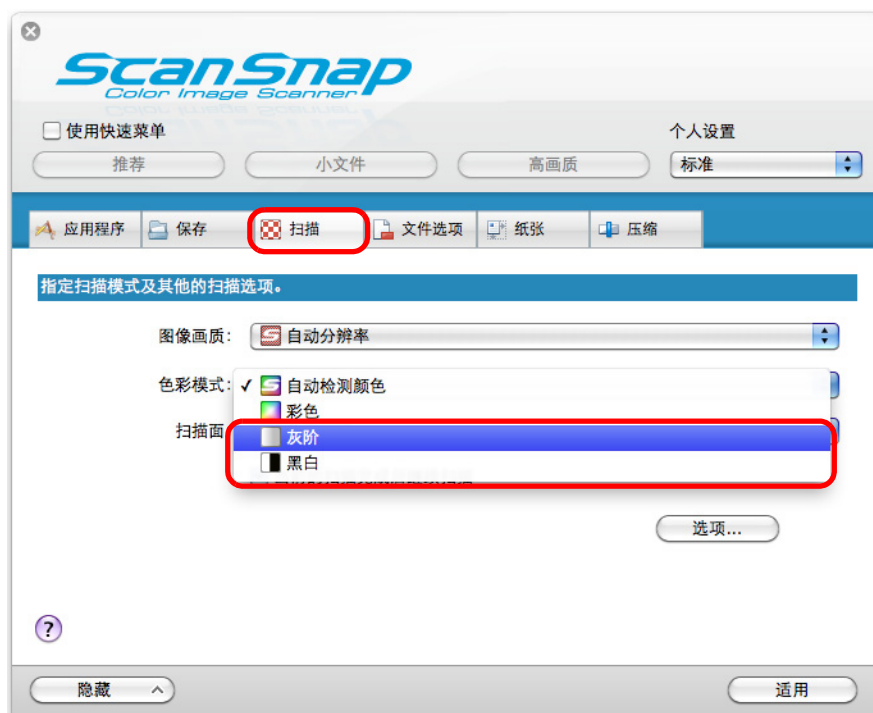 ScanSnap
Color Image Scanner
使用快速菜单
个人设置
推荐
小文件
高画质
标准
应用程序
保存
扫描
文件选项
纸张
压缩
指定扫描模式及其他的扫描选项。
图像画质:
自动分辨率
色彩模式:
✓ 自动检测颜色
彩色
扫描面
灰阶
黑白
选项...
?
隐藏
适用